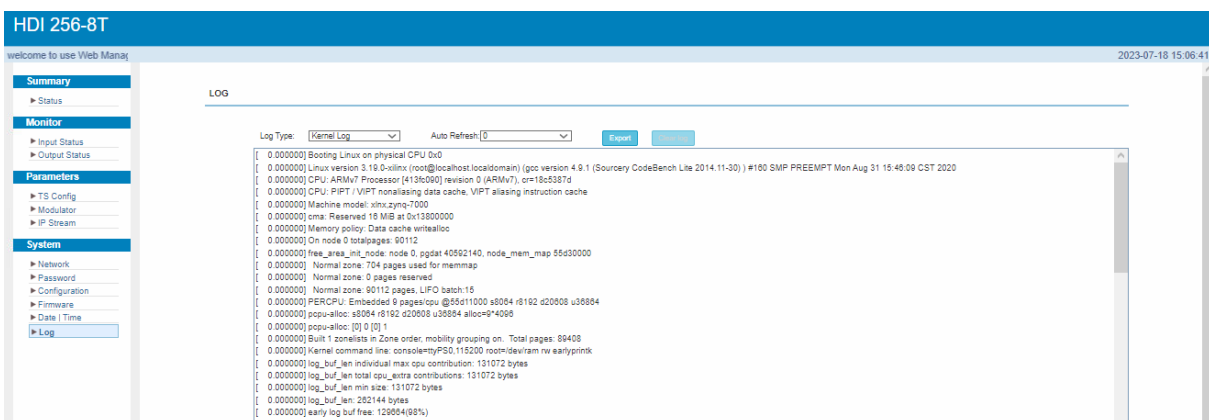 HDI 256-8T
welcome to use Web Manag
2023-07-18 15:06:41
Summary
Status
Monitor
Input Status
Output Status
Parameters
TS Config
Modulator
IP Stream
System
Network
Password
Configuration
Firmware
Date | Time
Log
LOG
Log Type: Kernel Log Auto Refresh: 0 Export
[ 0.000000] Booting Linux on physical CPU 0x0
[ 0.000000] Linux version 3.19.0-xilinx (root@localhost.localdomain) (gcc version 4.9.1 (Sourcery CodeBench Lite 2014.11-30) ) #160 SMP PREEMPT Mon Aug 31 15:46:09 CST 2020
[ 0.000000] CPU: ARMv7 Processor [413fc090] revision 0 (ARMv7), cr=18c5387d
[ 0.000000] CPU: PIPT / VIPT nonaliasing data cache, VIPT aliasing instruction cache
[ 0.000000] Machine model: xlnx,zynq-7000
[ 0.000000] cma: Reserved 16 MiB at 0x13800000
[ 0.000000] Memory policy: Data cache writealloc
[ 0.000000] On node 0 totalpages: 90112
[ 0.000000] free_area_init_node: node 0, pgdat 40592140, node_mem_map 55d30000
[ 0.000000] Normal zone: 704 pages used for memmap
[ 0.000000] Normal zone: 0 pages reserved
[ 0.000000] Normal zone: 90112 pages, LIFO batch:15
[ 0.000000] PERCPU: Embedded 9 pages/cpu @55d11000 s8064 r8192 d20608 u36864
[ 0.000000] pcpu-alloc: s8064 r8192 d20608 u36864 alloc=9*4096
[ 0.000000] pcpu-alloc: [0] 0 [0] 1
[ 0.000000] Built 1 zonelists in Zone order, mobility grouping on. Total pages: 89408
[ 0.000000] Kernel command line: console=ttyPS0,115200 root=/dev/ram rw earlyprintk
[ 0.000000] log_buf_len individual max cpu contribution: 131072 bytes
[ 0.000000] log_buf_len total cpu_extra contributions: 131072 bytes
[ 0.000000] log_buf_len min size: 131072 bytes
[ 0.000000] log_buf_len: 262144 bytes
[ 0.000000] early log buf free: 129664(98%)